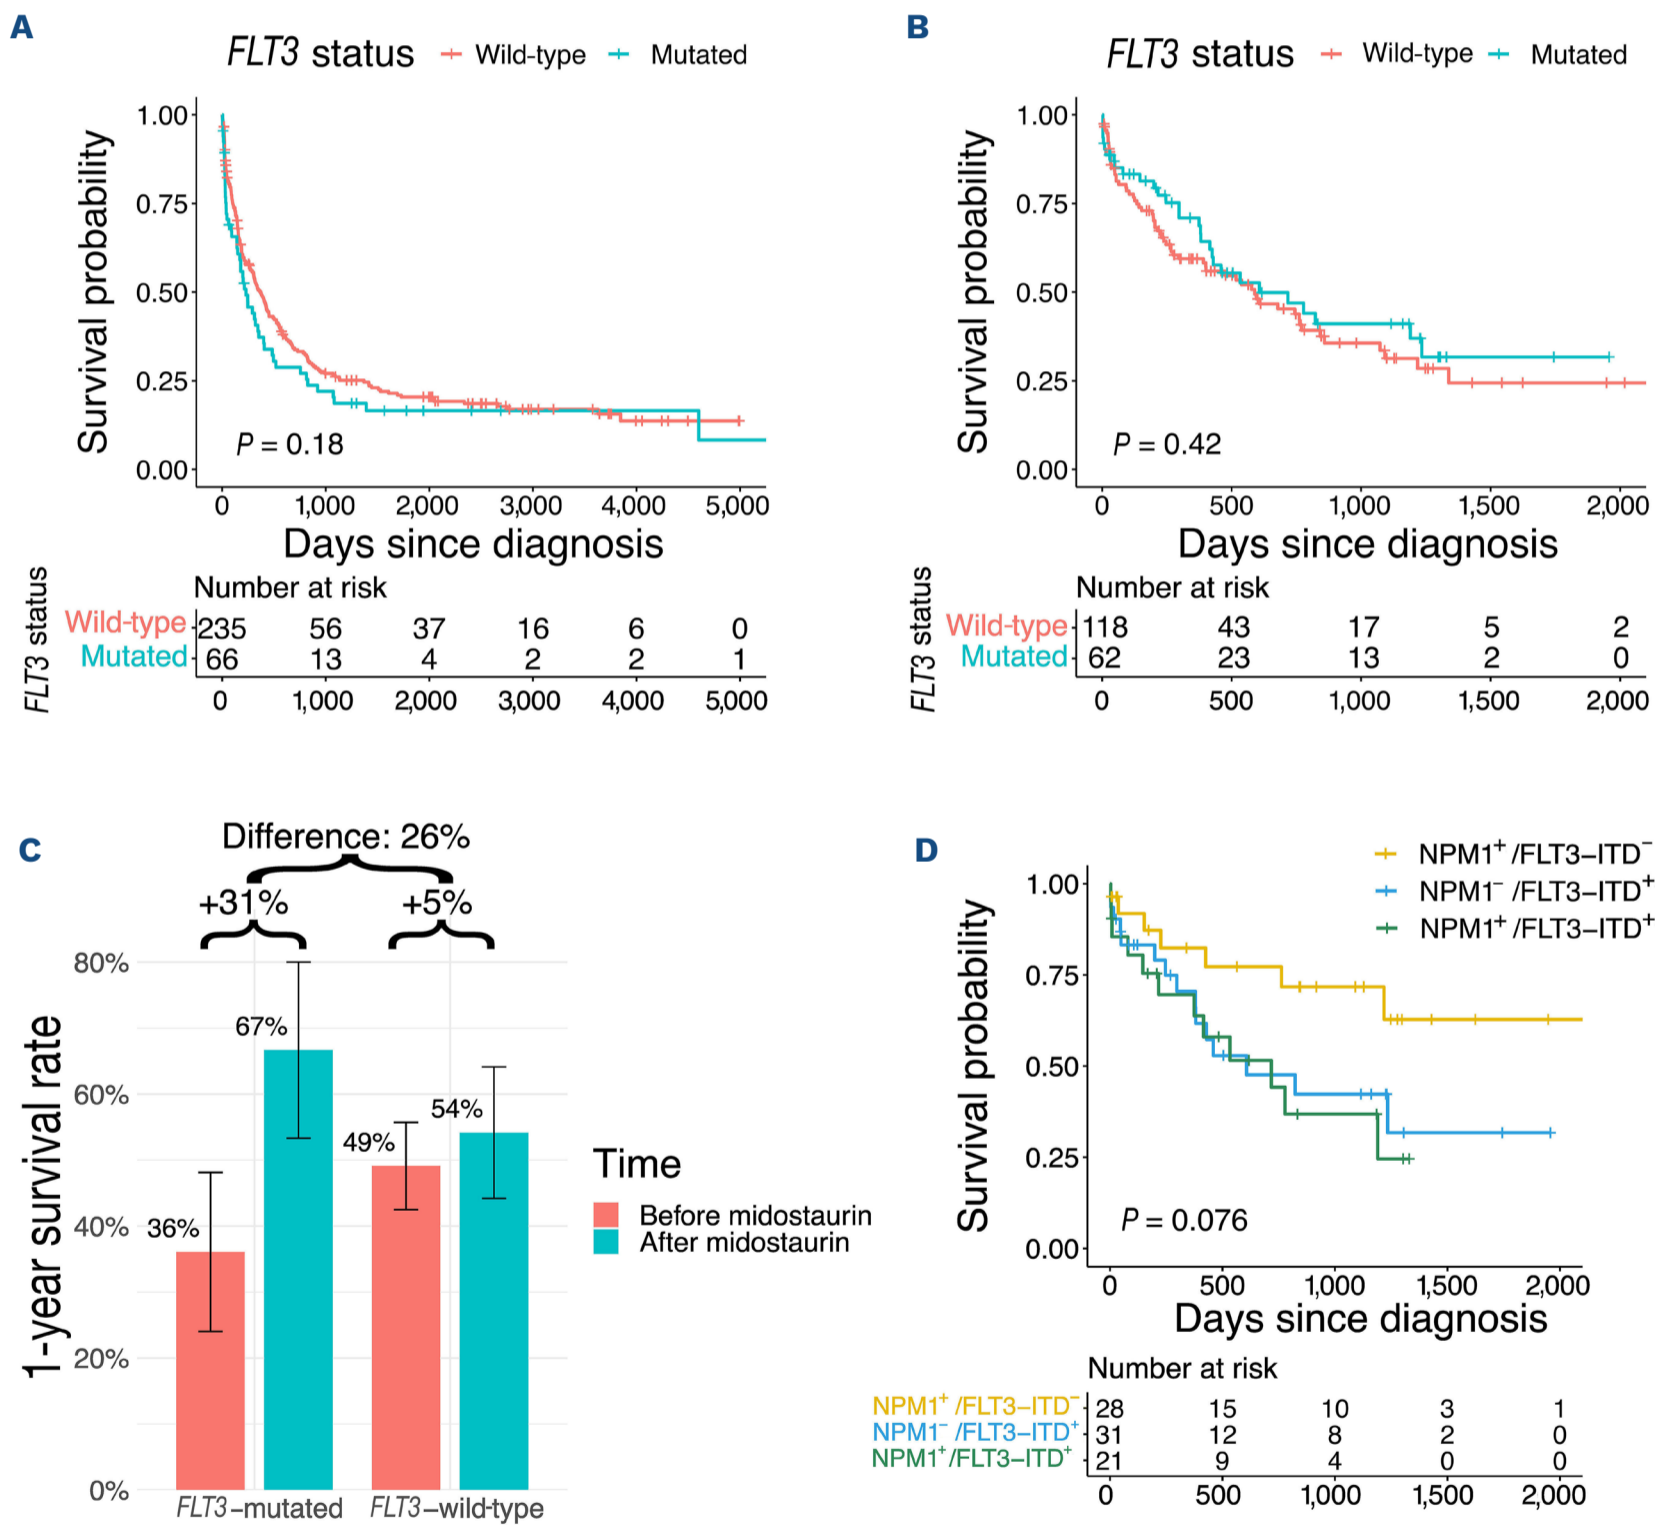 A
FLT3 status Wild-type Mutated
Survival probability
1.00
0.75
0.50
0.25
0.00
P = 0.18
0 1,000 2,000 3,000 4,000 5,000
Days since diagnosis
FLT3 status
Number at risk
Wild-type 235 56 37 16 6 0
Mutated 66 13 4 2 2 1
0 1,000 2,000 3,000 4,000 5,000
B
FLT3 status Wild-type Mutated
Survival probability
1.00
0.75
0.50
0.25
0.00
P = 0.42
0 500 1,000 1,500 2,000
Days since diagnosis
FLT3 status
Number at risk
Wild-type 118 43 17 5 2
Mutated 62 23 13 2 0
0 500 1,000 1,500 2,000
C
Difference: 26%
+31% +5%
1-year survival rate
80%
60%
40%
20%
0%
36%
67%
49%
54%
FLT3–mutated FLT3–wild-type
Time
Before midostaurin
After midostaurin
D
NPM1⁺/FLT3–ITD⁻
NPM1⁻/FLT3–ITD⁺
NPM1⁺/FLT3–ITD⁺
Survival probability
1.00
0.75
0.50
0.25
0.00
P = 0.076
0 500 1,000 1,500 2,000
Days since diagnosis
Number at risk
NPM1⁺/FLT3–ITD⁻ 28 15 10 3 1
NPM1⁻/FLT3–ITD⁺ 31 12 8 2 0
NPM1⁺/FLT3–ITD⁺ 21 9 4 0 0
0 500 1,000 1,500 2,000